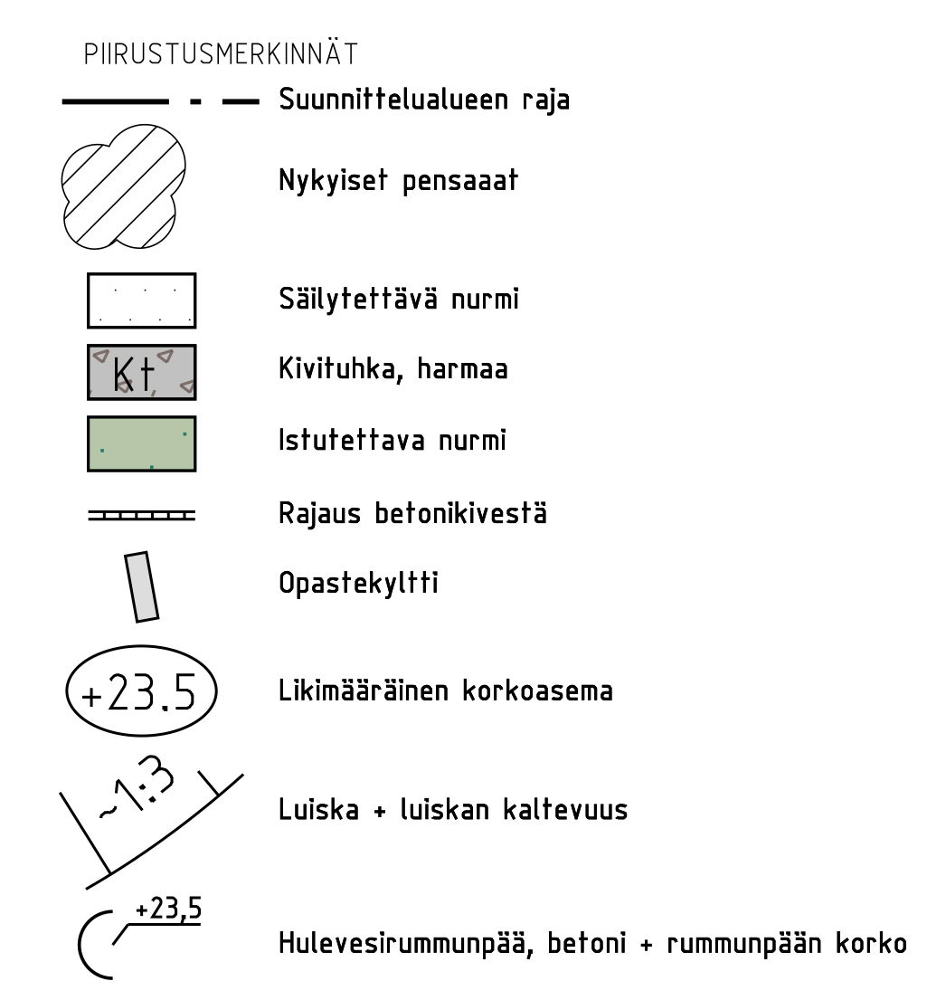 PIIRUSTUSMERKINNÄT
Suunnittelualueen raja
Nykyiset pensaaat
Säilytettävä nurmi
Kt Kivituhka, harmaa
Istutettava nurmi
Rajaus betonikivestä
Opastekyltti
+23.5 Likimääräinen korkoasema
~1:3 Luiska + luiskan kaltevuus
+23,5
Hulevesirummunpää, betoni + rummunpään korko